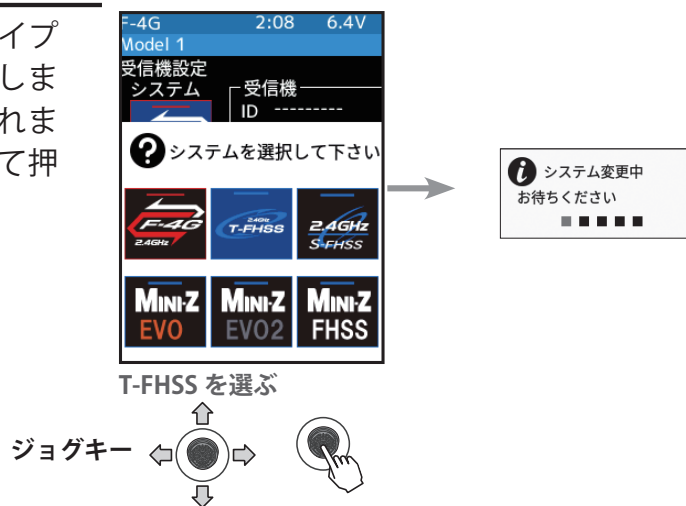 イプ
しま
れま
て押
F-4G 2:08 6.4V
Model 1
受信機設定
システム
受信機
ID ---------
システムを選択して下さい
F-4G
2.4GHz
2.4GHz
T-FHSS
2.4GHz
S-FHSS
MINI-Z
EVO
MINI-Z
EVO2
MINI-Z
FHSS
システム変更中
お待ちください
T-FHSS を選ぶ
ジョグキー